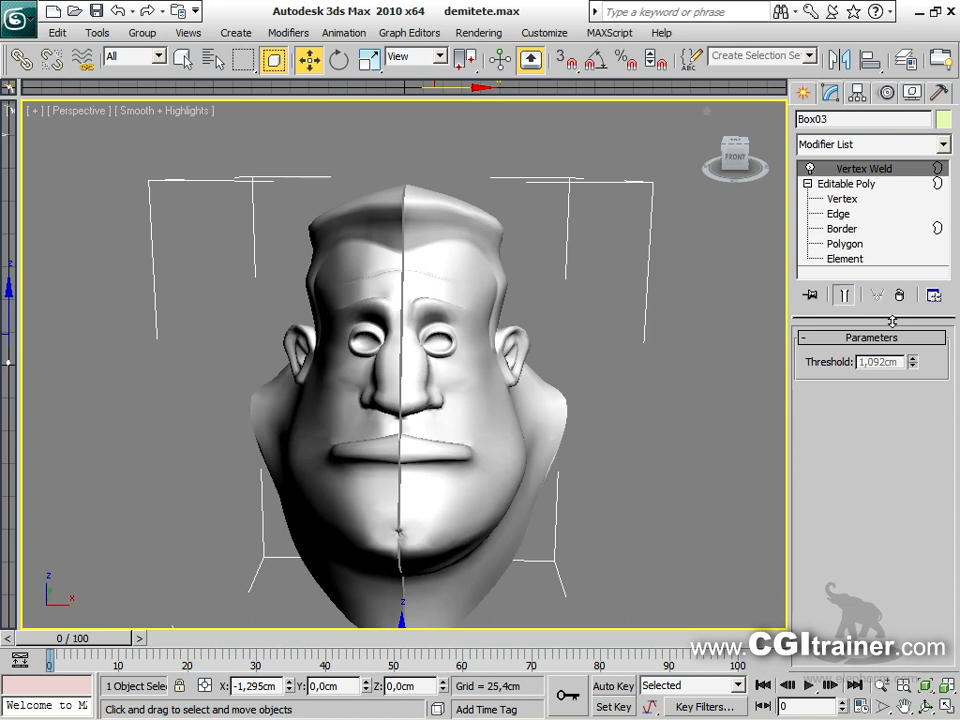 Autodesk 3ds Max 2010 x64 demitete.max
Type a keyword or phrase
Edit Tools Group Views Create Modifiers Animation Graph Editors Rendering Customize MAXScript Help
All View 3 Create Selection Se
[ + ] [ Perspective ] [ Smooth + Highlights ]
FRONT
Box03
Modifier List
Vertex Weld
Editable Poly
Vertex
Edge
Border
Polygon
Element
Parameters
Threshold: 1,092cm
z
x
z
z
0 / 100
www.CGItrainer.com
0 10 20 30 40 50 60 70 80 90 100
1 Object Sele X: -1,295cm Y: 0,0cm Z: 0,0cm Grid = 25,4cm Auto Key Selected
Welcome to M Click and drag to select and move objects Add Time Tag Set Key Key Filters... 0